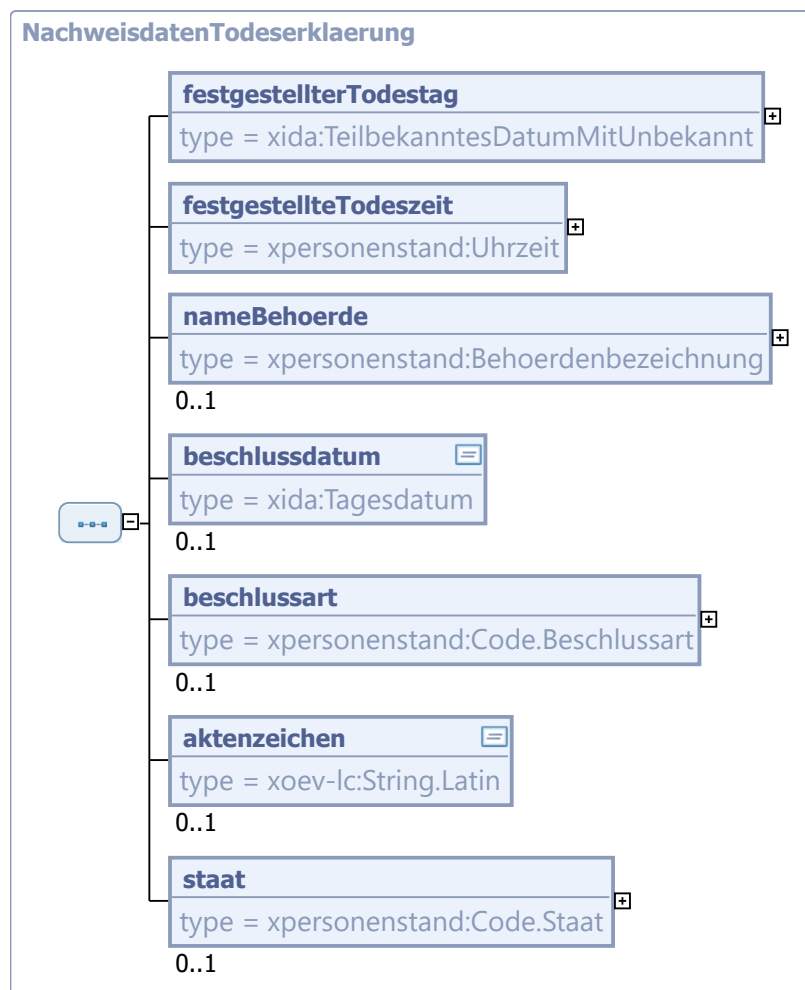 NachweisdatenTodeserklaerung
festgestellterTodestag
type = xida:TeilbekanntesDatumMitUnbekannt
festgestellteTodeszeit
type = xpersonenstand:Uhrzeit
nameBehoerde
type = xpersonenstand:Behoerdenbezeichnung
0..1
beschlussdatum
type = xida:Tagesdatum
0..1
beschlussart
type = xpersonenstand:Code.Beschlussart
0..1
aktenzeichen
type = xoev-lc:String.Latin
0..1
staat
type = xpersonenstand:Code.Staat
0..1